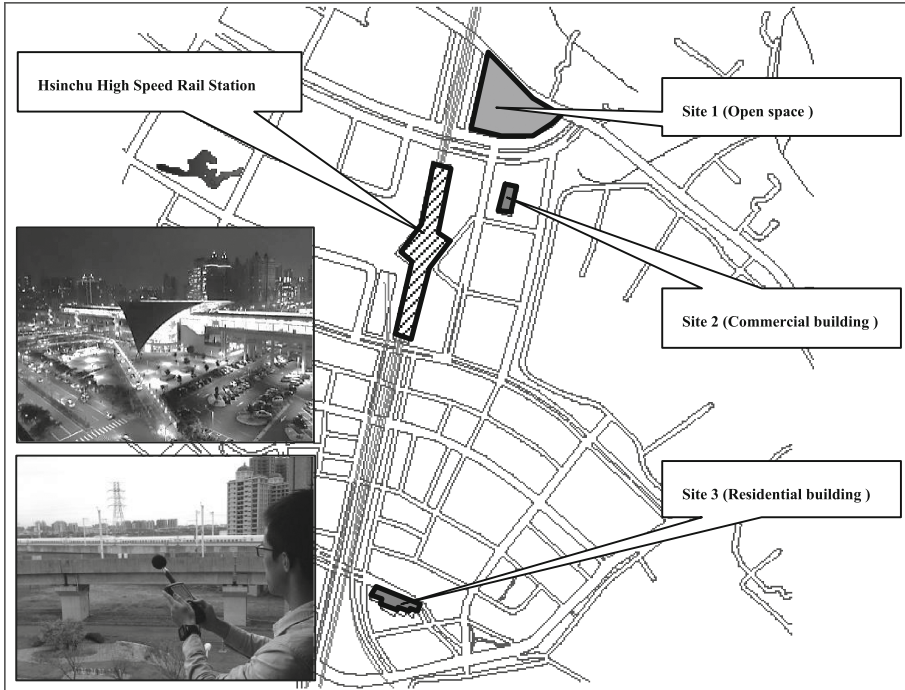 Hsinchu High Speed Rail Station
Site 1 (Open space )
Site 2 (Commercial building )
Site 3 (Residential building )